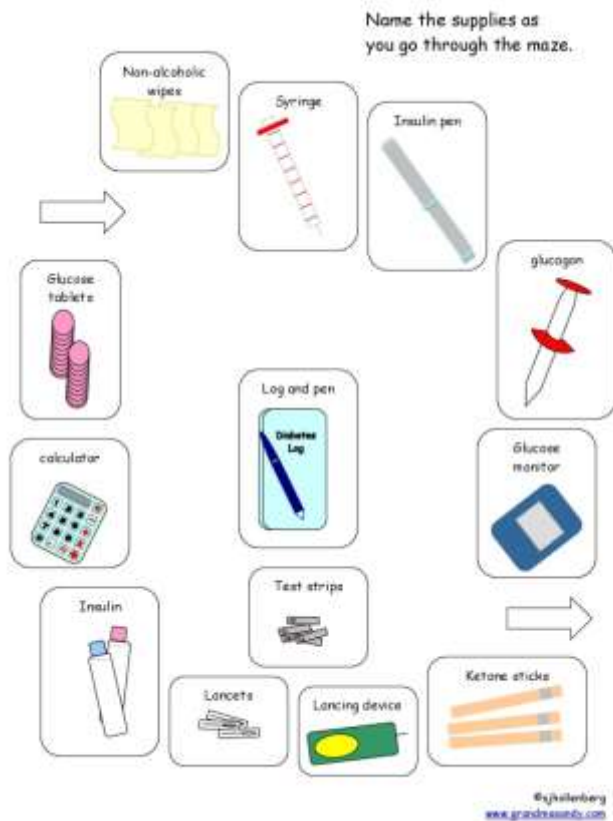 Name the supplies as
you go through the maze.
Non-alcoholic
wipes
Syringe
Insulin pen
glucagon
Glucose
tablets
Log and pen
Diabetes
Log
calculator
Glucose
monitor
Insulin
Test strips
Lancets
Lancing device
Ketone sticks
©sjhollenberg
www.grandmasandy.com